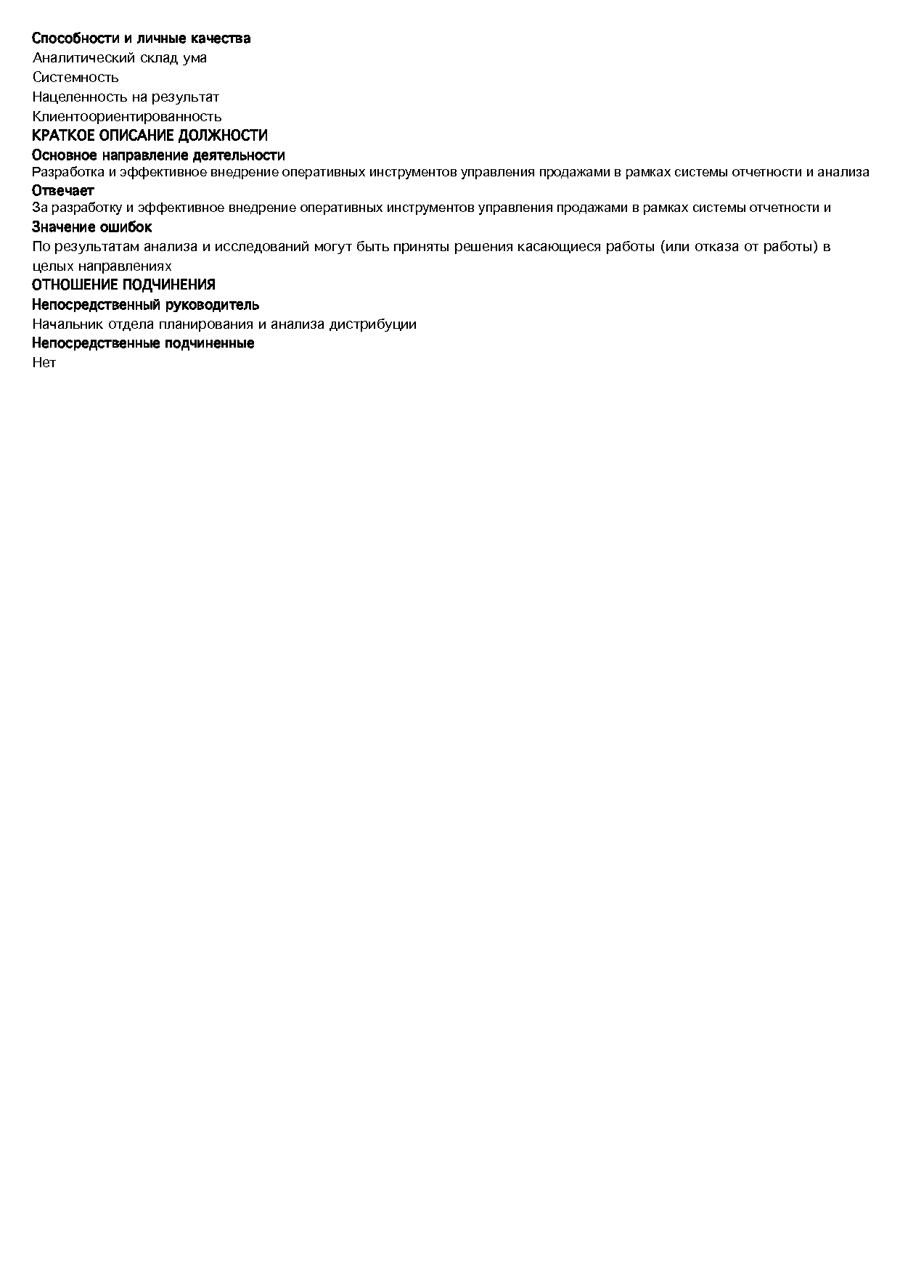 Способности и личные качества
Аналитический склад ума
Системность
Нацеленность на результат
Клиентоориентированность
КРАТКОЕ ОПИСАНИЕ ДОЛЖНОСТИ
Основное направление деятельности
Разработка и эффективное внедрение оперативных инструментов управления продажами в рамках системы отчетности и анализа
Отвечает
За разработку и эффективное внедрение оперативных инструментов управления продажами в рамках системы отчетности и
Значение ошибок
По результатам анализа и исследований могут быть приняты решения касающиеся работы (или отказа от работы) в
целых направлениях
ОТНОШЕНИЕ ПОДЧИНЕНИЯ
Непосредственный руководитель
Начальник отдела планирования и анализа дистрибуции
Непосредственные подчиненные
Нет